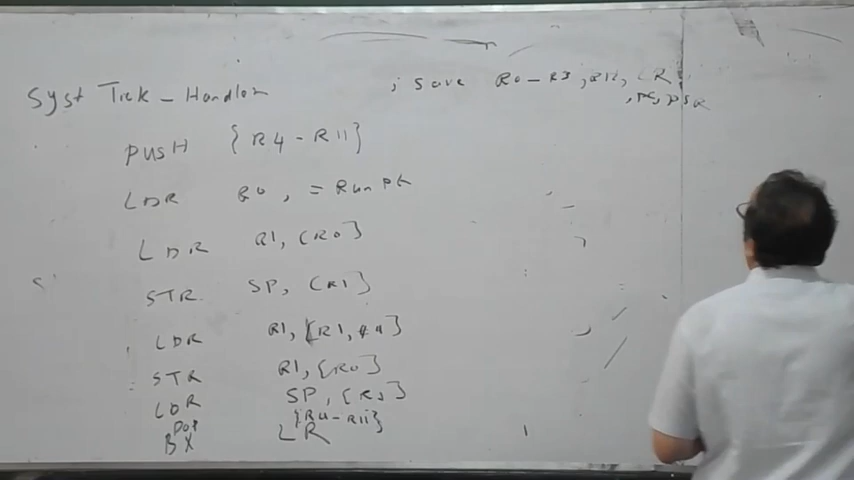 Syst Tick - Handler ; Save R0 - R3, R12, LR,
, PC, PSR
PUSH {R4 - R11}
LDR R0, = RunPt
LDR R1, [R0]
STR SP, [R1]
LDR R1, [R1, #4]
STR R1, [R0]
LDR SP,
POP {R4 - R11}
BX LR